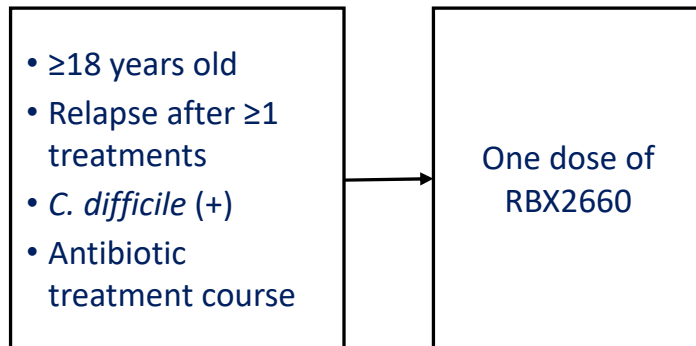 • ≥18 years old
• Relapse after ≥1
treatments
• C. difficile (+)
• Antibiotic
treatment course
One dose of
RBX2660